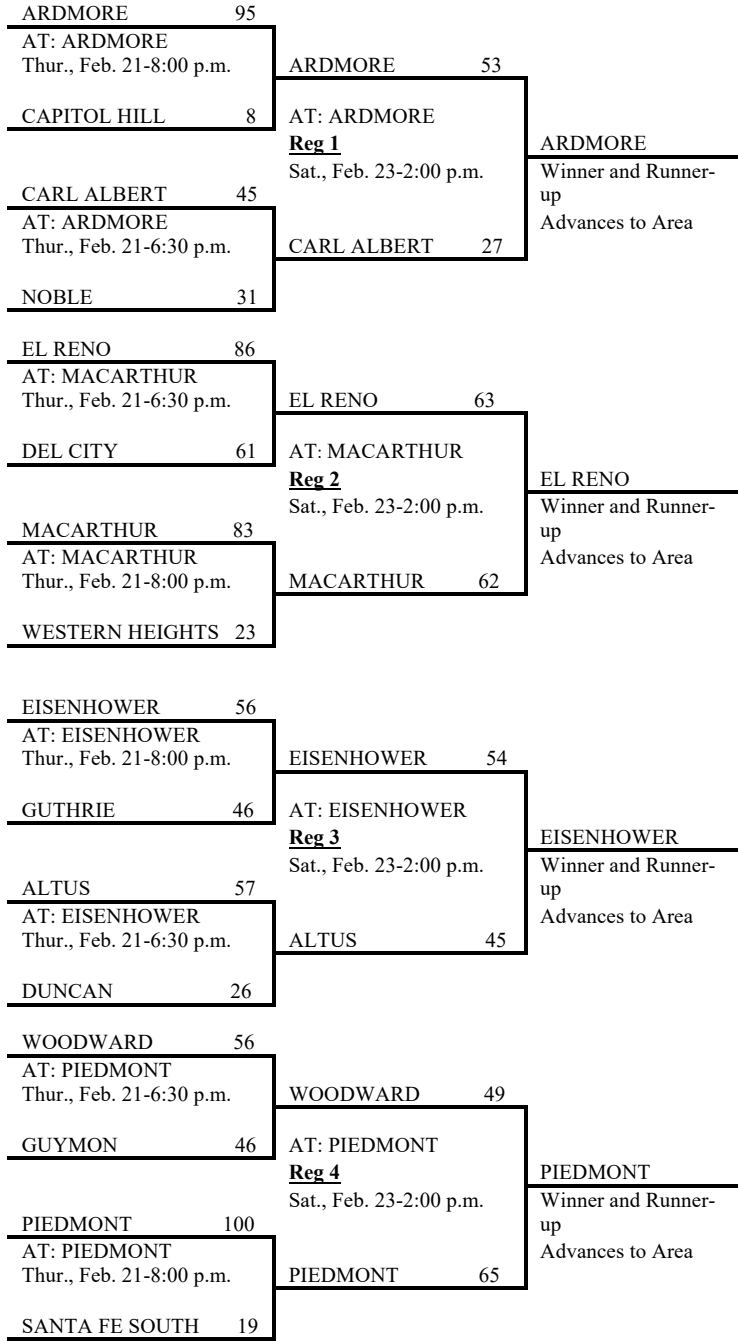 ARDMORE 95
AT: ARDMORE
Thur., Feb. 21-8:00 p.m.
CAPITOL HILL 8
CARL ALBERT 45
AT: ARDMORE
Thur., Feb. 21-6:30 p.m.
NOBLE 31
ARDMORE 53
AT: ARDMORE
Reg 1
Sat., Feb. 23-2:00 p.m.
CARL ALBERT 27
ARDMORE
Winner and Runner-
up
Advances to Area
EL RENO 86
AT: MACARTHUR
Thur., Feb. 21-6:30 p.m.
DEL CITY 61
MACARTHUR 83
AT: MACARTHUR
Thur., Feb. 21-8:00 p.m.
WESTERN HEIGHTS 23
EL RENO 63
AT: MACARTHUR
Reg 2
Sat., Feb. 23-2:00 p.m.
MACARTHUR 62
EL RENO
Winner and Runner-
up
Advances to Area
EISENHOWER 56
AT: EISENHOWER
Thur., Feb. 21-8:00 p.m.
GUTHRIE 46
ALTUS 57
AT: EISENHOWER
Thur., Feb. 21-6:30 p.m.
DUNCAN 26
EISENHOWER 54
AT: EISENHOWER
Reg 3
Sat., Feb. 23-2:00 p.m.
ALTUS 45
EISENHOWER
Winner and Runner-
up
Advances to Area
WOODWARD 56
AT: PIEDMONT
Thur., Feb. 21-6:30 p.m.
GUYMON 46
PIEDMONT 100
AT: PIEDMONT
Thur., Feb. 21-8:00 p.m.
SANTA FE SOUTH 19
WOODWARD 49
AT: PIEDMONT
Reg 4
Sat., Feb. 23-2:00 p.m.
PIEDMONT 65
PIEDMONT
Winner and Runner-
up
Advances to Area